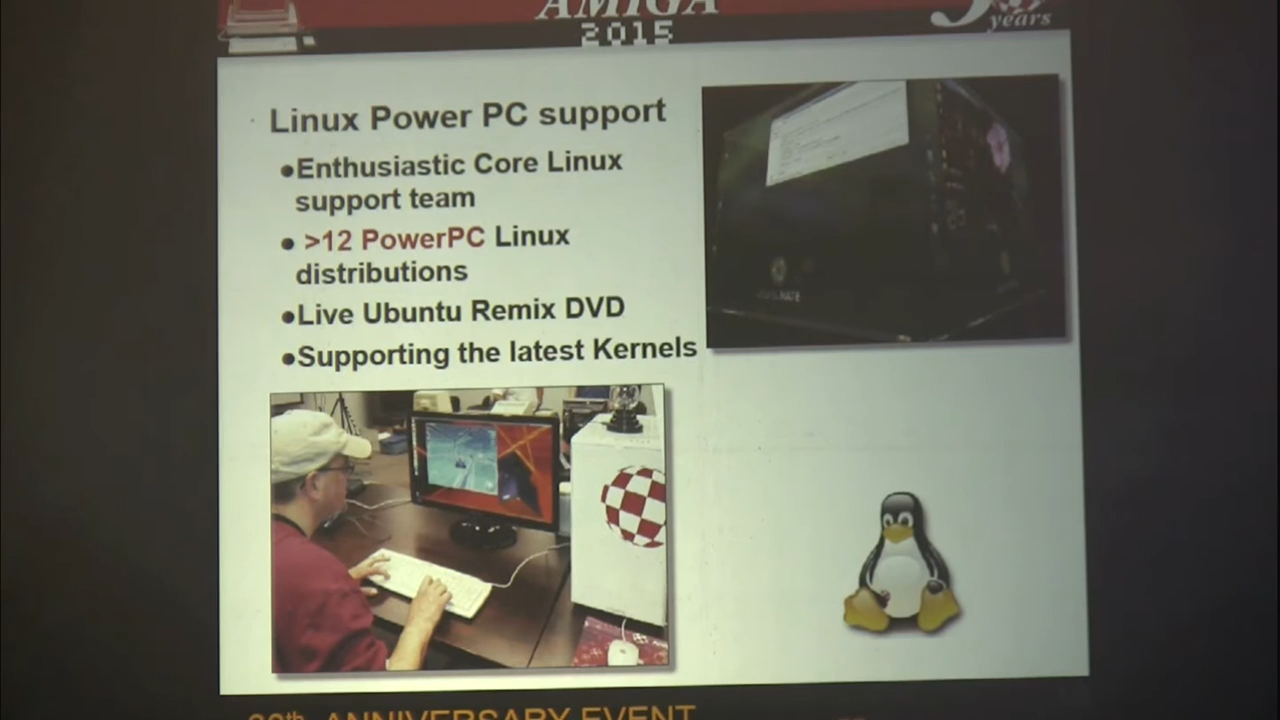 AMIGA
2015
years
Linux Power PC support
●Enthusiastic Core Linux
support team
● >12 PowerPC Linux
distributions
●Live Ubuntu Remix DVD
●Supporting the latest Kernels
ANNIVERSARY EVENT